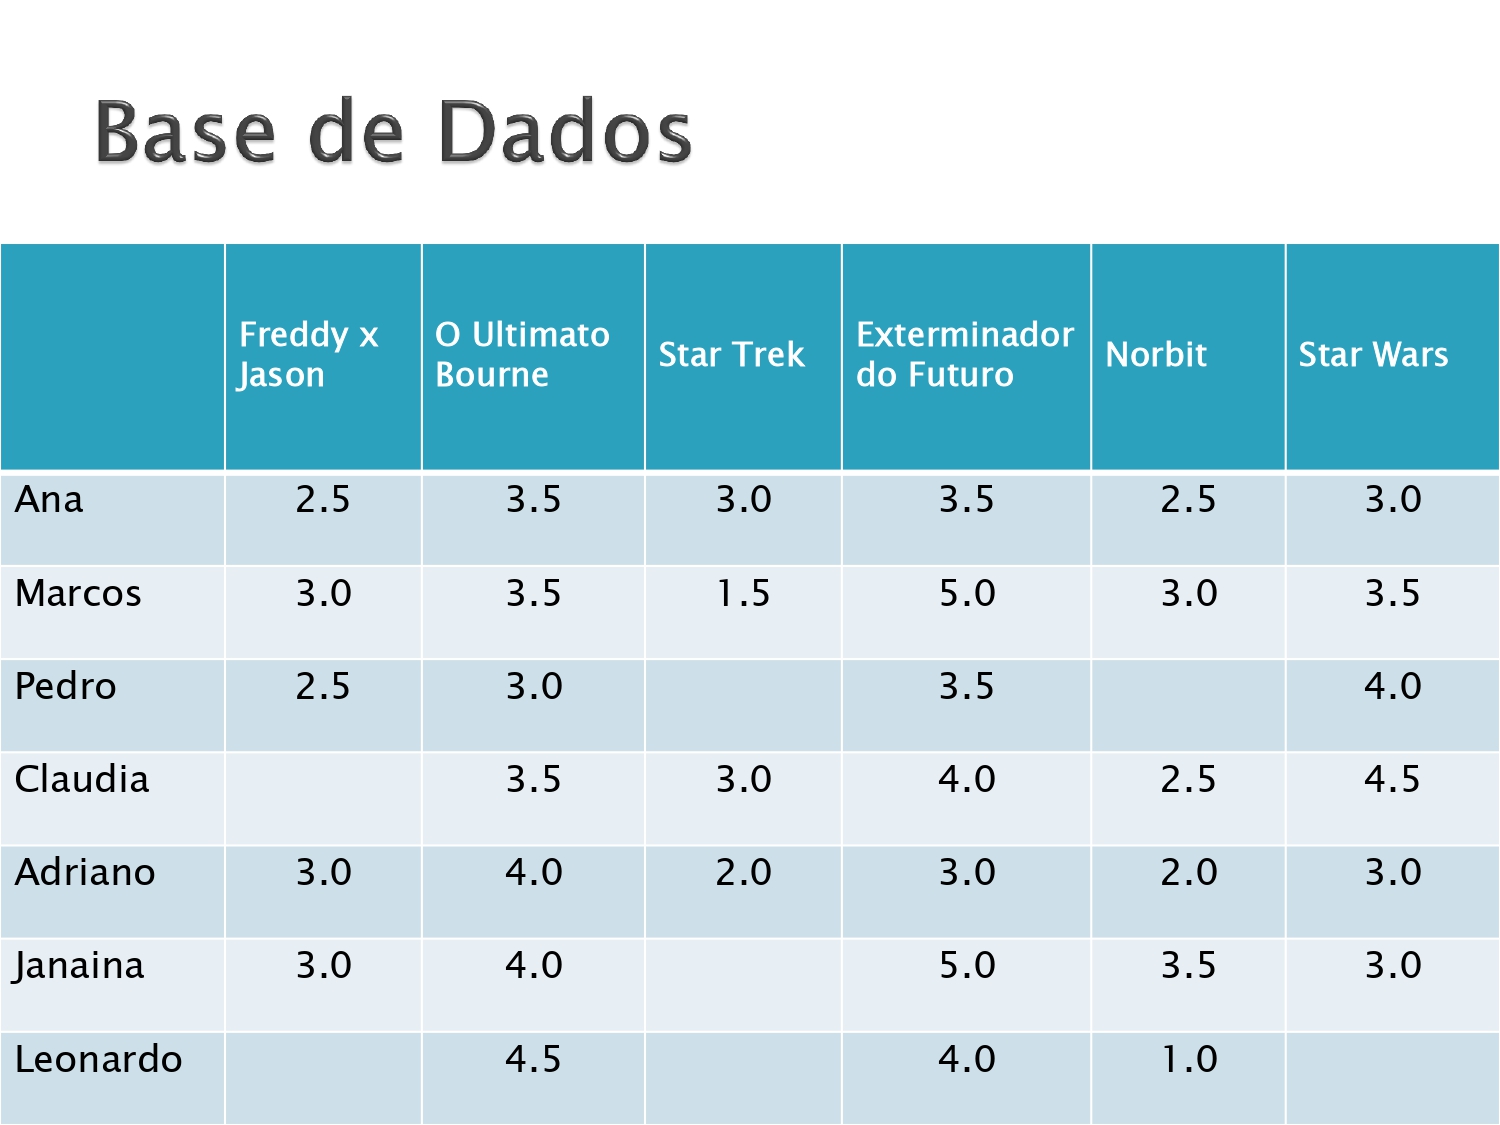 Base de Dados
Freddy x Jason	O Ultimato Bourne	Star Trek	Exterminador do Futuro	Norbit	Star Wars
Ana	2.5	3.5	3.0	3.5	2.5	3.0
Marcos	3.0	3.5	1.5	5.0	3.0	3.5
Pedro	2.5	3.0		3.5		4.0
Claudia		3.5	3.0	4.0	2.5	4.5
Adriano	3.0	4.0	2.0	3.0	2.0	3.0
Janaina	3.0	4.0		5.0	3.5	3.0
Leonardo		4.5		4.0	1.0